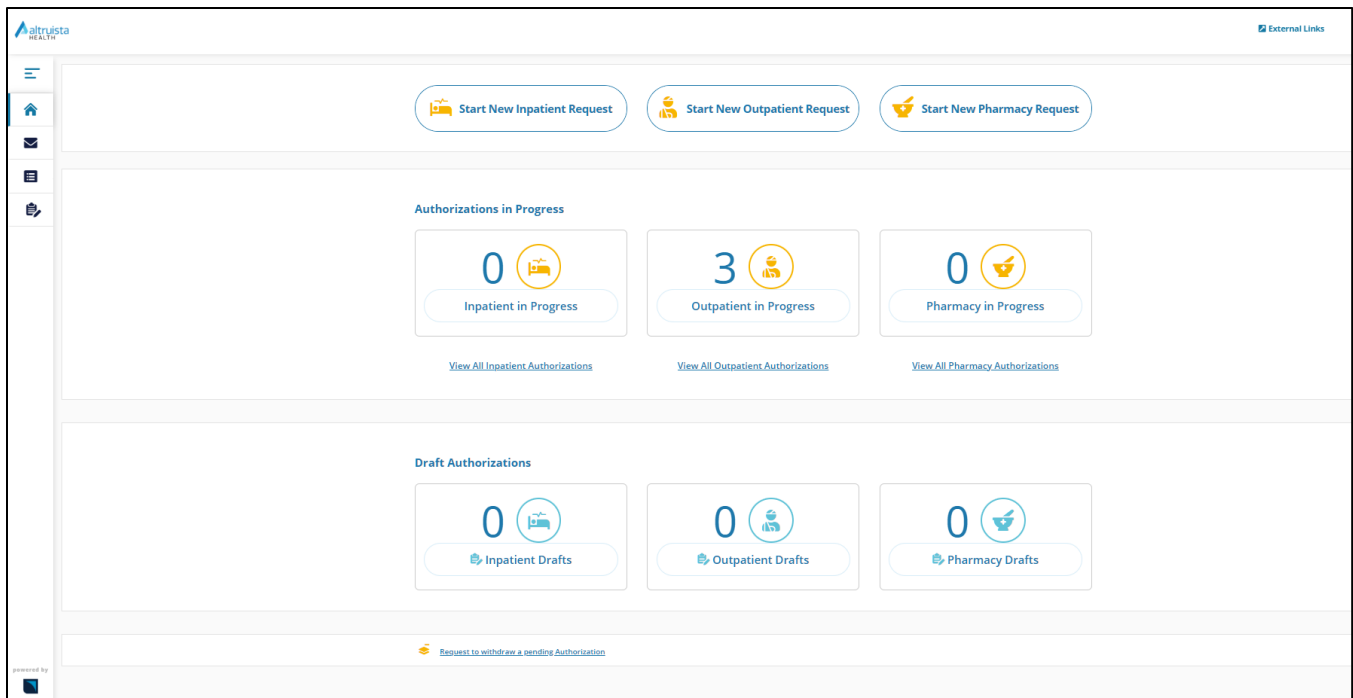 altruista
HEALTH
External Links
Start New Inpatient Request
Start New Outpatient Request
Start New Pharmacy Request
Authorizations in Progress
0
3
0
Inpatient in Progress
Outpatient in Progress
Pharmacy in Progress
View All Inpatient Authorizations
View All Outpatient Authorizations
View All Pharmacy Authorizations
Draft Authorizations
0
0
0
Inpatient Drafts
Outpatient Drafts
Pharmacy Drafts
Request to withdraw a pending Authorization
powered by